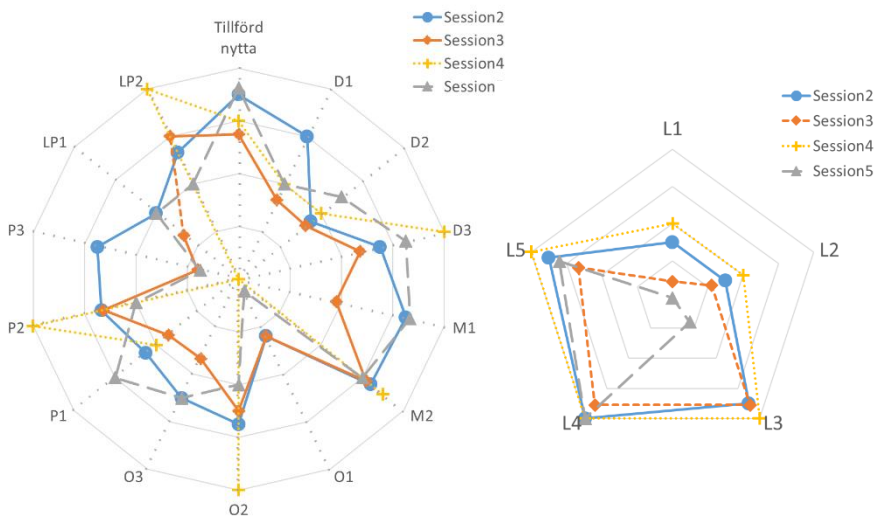 Tillförd
nytta
D1
D2
D3
M1
M2
O1
O2
O3
P1
P2
P3
LP1
LP2
Session2
Session3
Session4
Session
Session2
Session3
Session4
Session5
L1
L2
L3
L4
L5